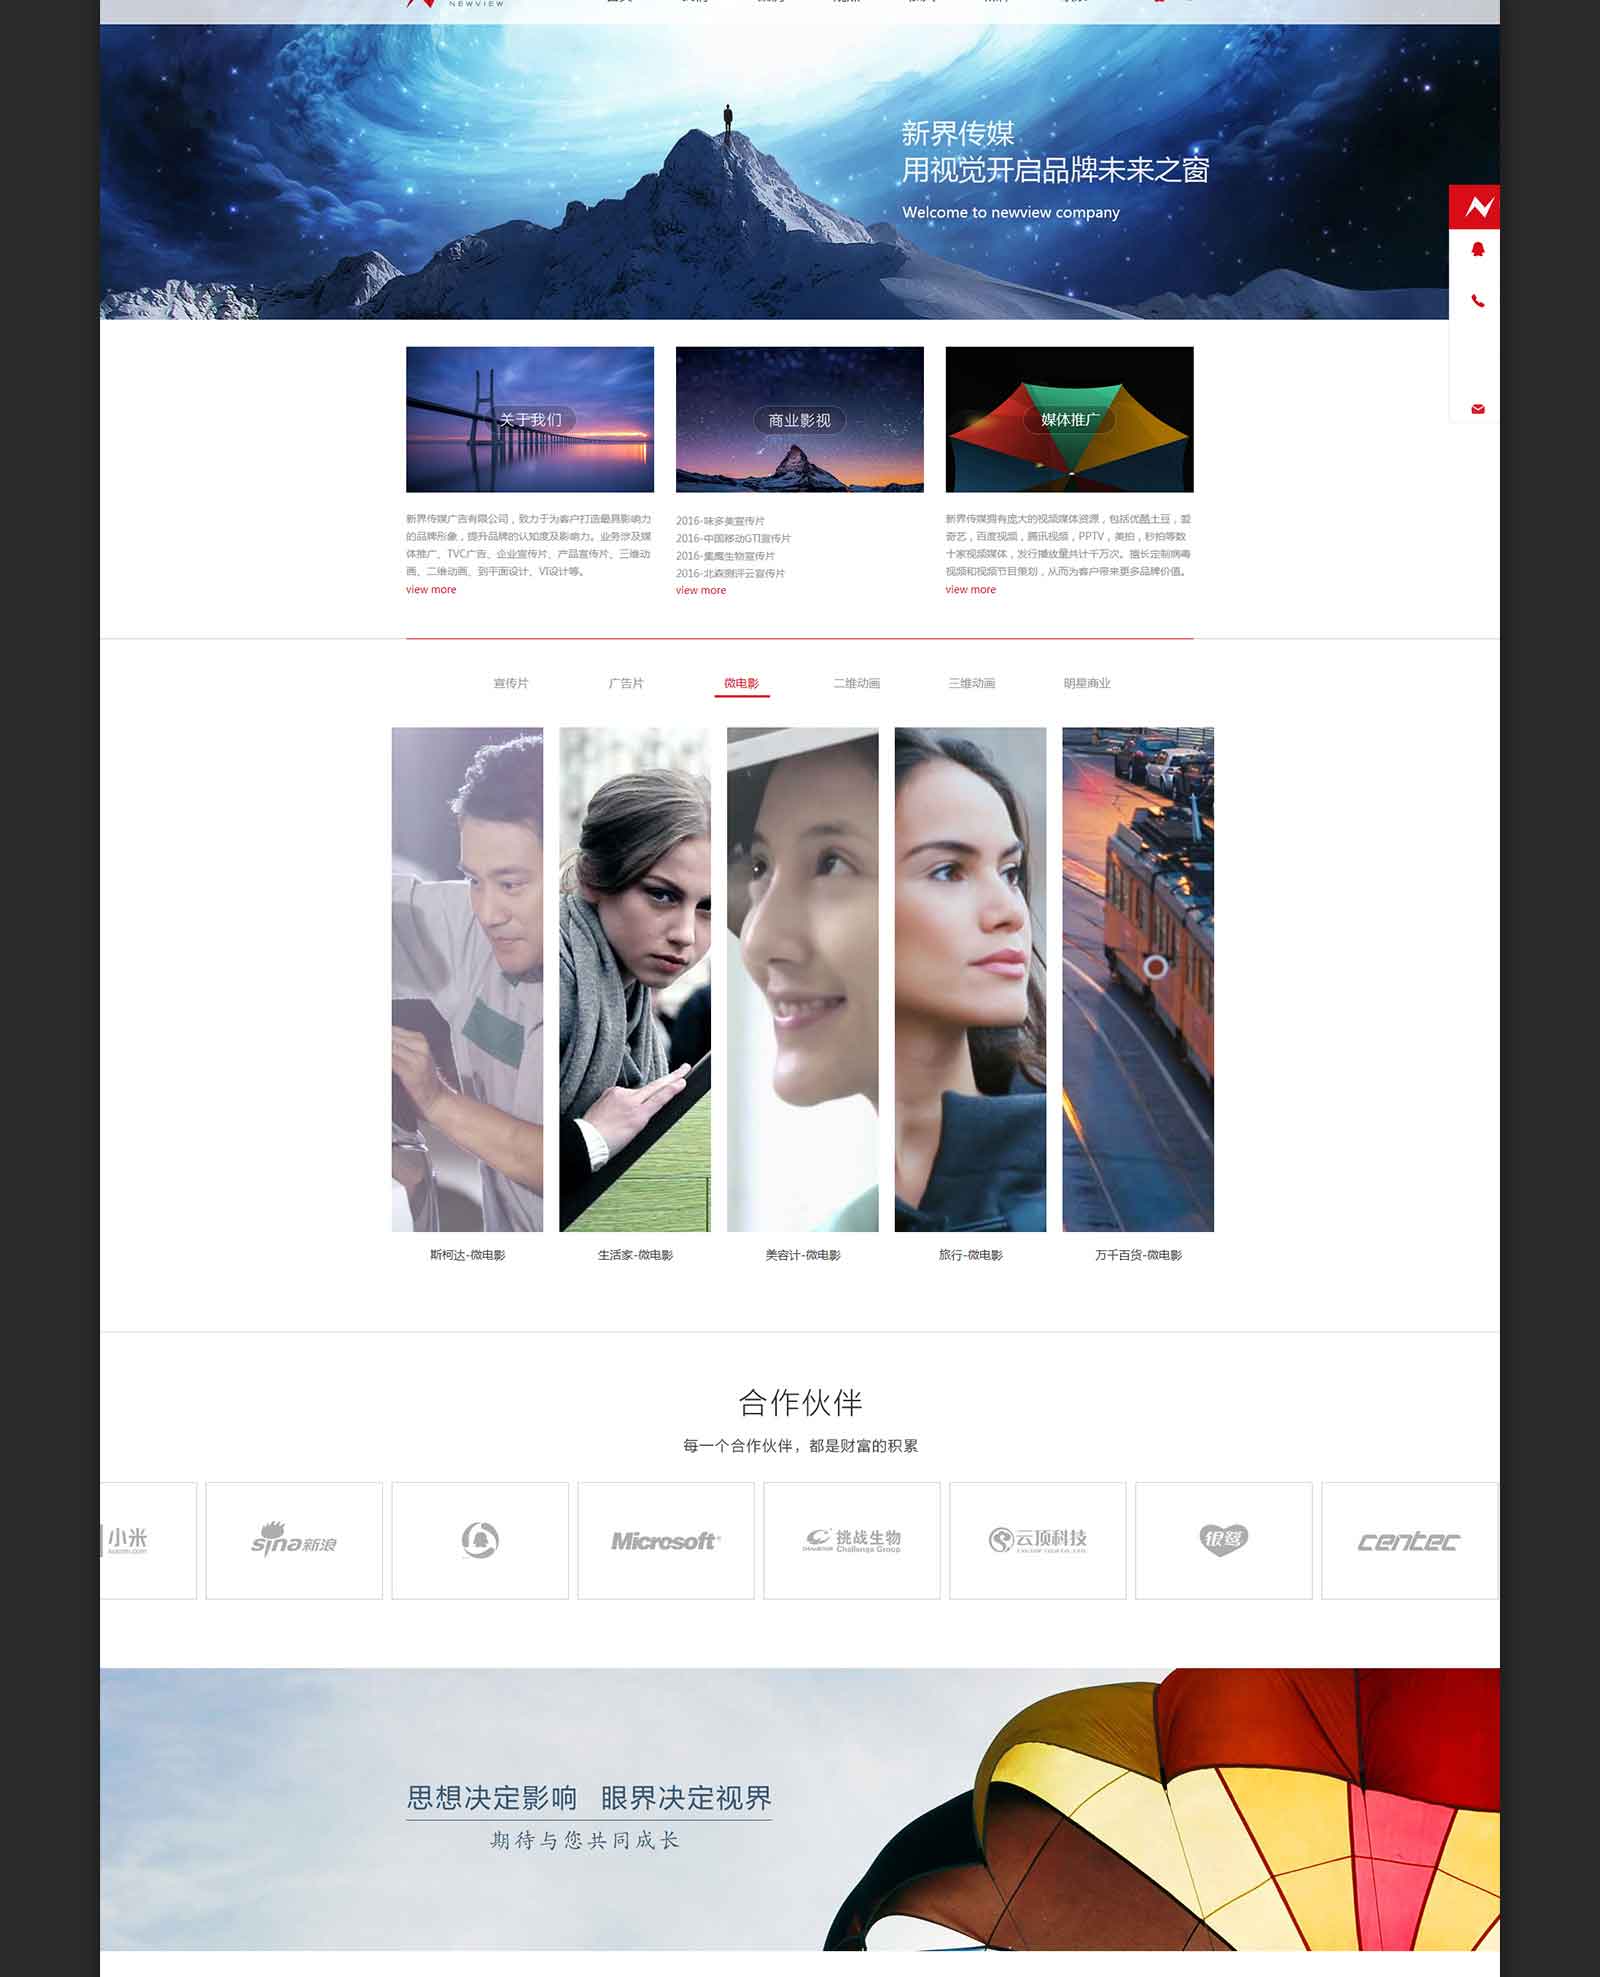 NEWVIEW
新界传媒
用视觉开启品牌未来之窗
Welcome to newview company
关于我们
商业影视
媒体推广
新界传媒广告有限公司，致力于为客户打造最具影响力
的品牌形象，提升品牌的认知度及影响力。业务涉及媒
体推广、TVC广告、企业宣传片、产品宣传片、三维动
画、二维动画、到平面设计、VI设计等。
view more
2016-味多美宣传片
2016-中国移动GTI宣传片
2016-集鹰生物宣传片
2016-北森测评云宣传片
view more
新界传媒拥有庞大的视频媒体资源，包括优酷土豆，爱
奇艺，百度视频，腾讯视频，PPTV，美拍，秒拍等数
十家视频媒体，发行播放量共计千万次。擅长定制病毒
视频和视频节目策划，从而为客户带来更多品牌价值。
view more
宣传片 广告片 微电影 二维动画 三维动画 明星商业
斯柯达-微电影
生活家-微电影
美容计-微电影
旅行-微电影
万千百货-微电影
合作伙伴
每一个合作伙伴，都是财富的积累
小米
sina新浪
Microsoft
挑战生物
Challenge Group
云顶科技
银鹭
centec
思想决定影响 眼界决定视界
期待与您共同成长